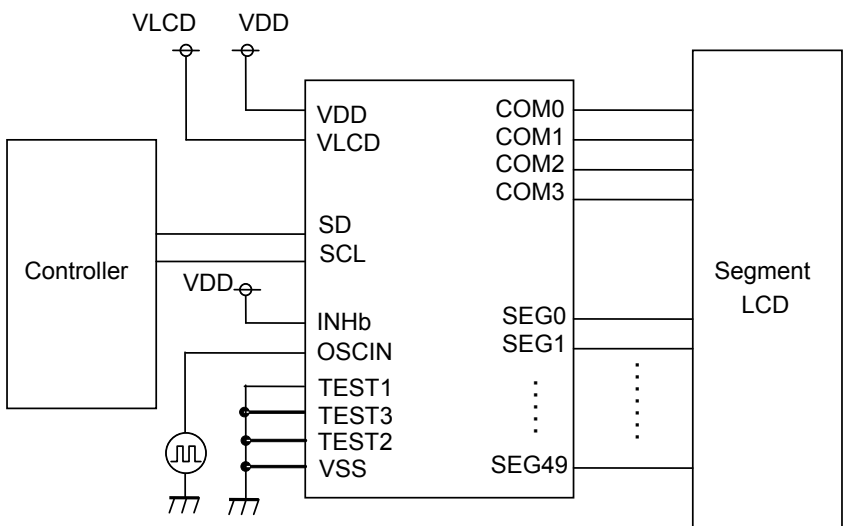 VLCD VDD
VDD
VLCD
SD
SCL
INHb
OSCIN
TEST1
TEST3
TEST2
VSS
COM0
COM1
COM2
COM3
SEG0
SEG1
SEG49
Controller
VDD
Segment
LCD